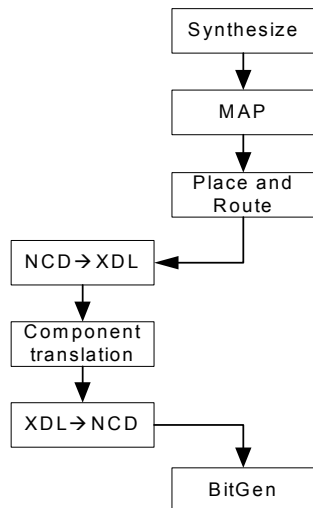 Synthesize
MAP
Place and
Route
NCD→XDL
Component
translation
XDL→NCD
BitGen